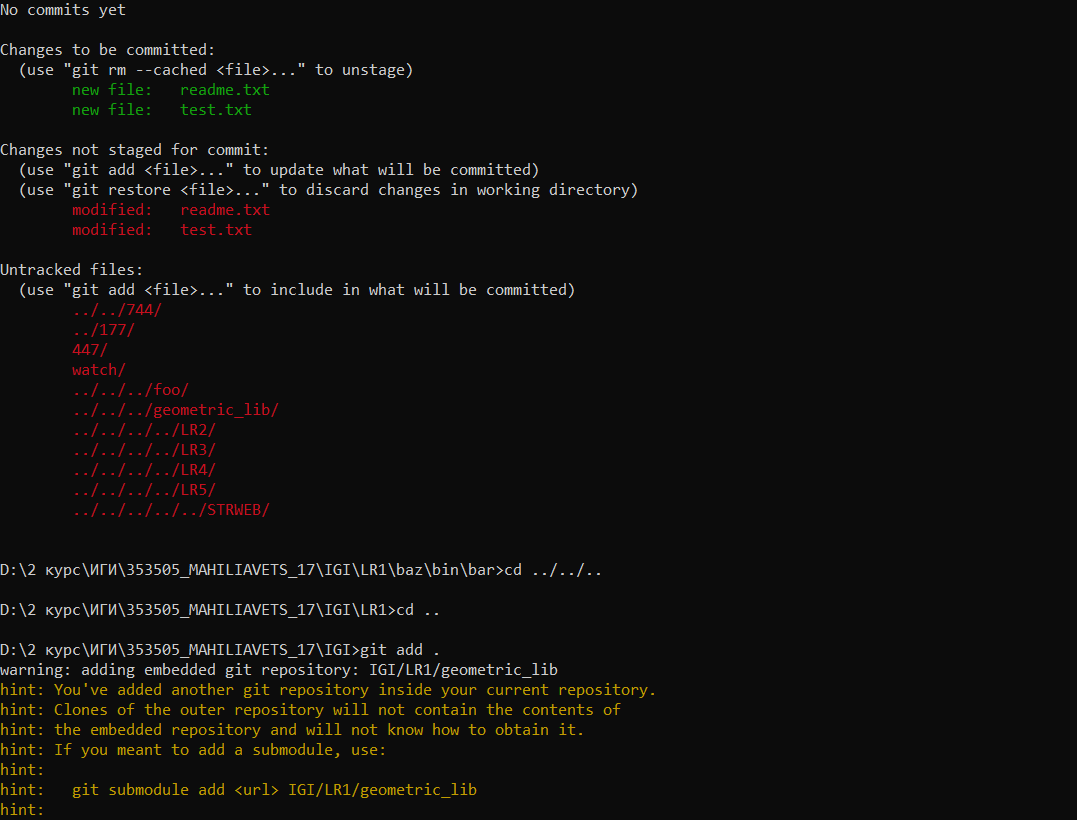 No commits yet
Changes to be committed:
  (use "git rm --cached <file>..." to unstage)
        new file:   readme.txt
        new file:   test.txt
Changes not staged for commit:
  (use "git add <file>..." to update what will be committed)
  (use "git restore <file>..." to discard changes in working directory)
        modified:   readme.txt
        modified:   test.txt
Untracked files:
  (use "git add <file>..." to include in what will be committed)
        ../../744/
        ../177/
        447/
        watch/
        ../../../foo/
        ../../../geometric_lib/
        ../../../../LR2/
        ../../../../LR3/
        ../../../../LR4/
        ../../../../LR5/
        ../../../../../STRWEB/
D:\2 курс\ИГИ\353505_MAHILIAVETS_17\IGI\LR1\baz\bin\bar>cd ../../..
D:\2 курс\ИГИ\353505_MAHILIAVETS_17\IGI\LR1>cd ..
D:\2 курс\ИГИ\353505_MAHILIAVETS_17\IGI>git add .
warning: adding embedded git repository: IGI/LR1/geometric_lib
hint: You've added another git repository inside your current repository.
hint: Clones of the outer repository will not contain the contents of
hint: the embedded repository and will not know how to obtain it.
hint: If you meant to add a submodule, use:
hint:
hint:   git submodule add <url> IGI/LR1/geometric_lib
hint: